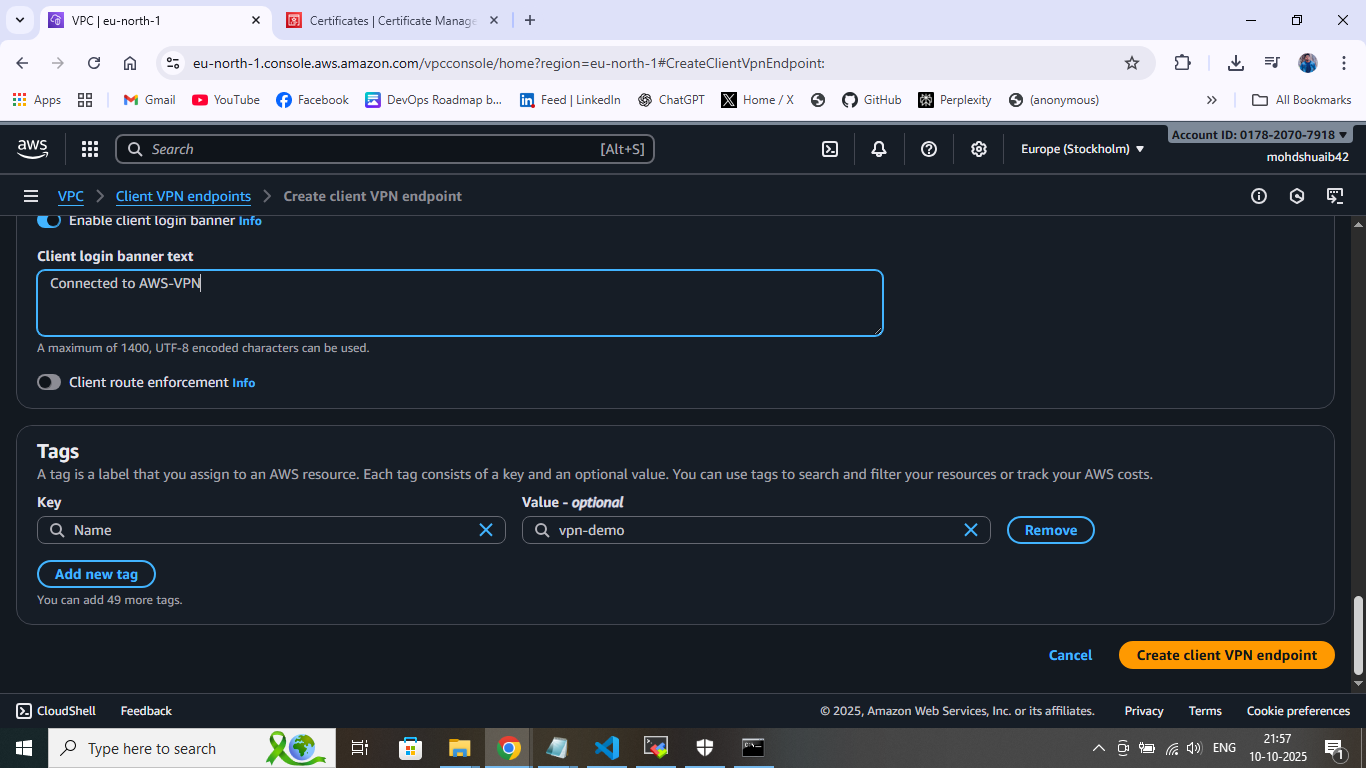 VPC | eu-north-1
Certificates | Certificate Manage
eu-north-1.console.aws.amazon.com/vpcconsole/home?region=eu-north-1#CreateClientVpnEndpoint:
Apps Gmail YouTube Facebook DevOps Roadmap b... Feed | LinkedIn ChatGPT Home / X GitHub Perplexity (anonymous) All Bookmarks
aws Search [Alt+S] Europe (Stockholm) Account ID: 0178-2070-7918
mohdshuaib42
VPC Client VPN endpoints Create client VPN endpoint
Enable client login banner Info
Client login banner text
Connected to AWS-VPN
A maximum of 1400, UTF-8 encoded characters can be used.
Client route enforcement Info
Tags
A tag is a label that you assign to an AWS resource. Each tag consists of a key and an optional value. You can use tags to search and filter your resources or track your AWS costs.
Key Value - optional
Name vpn-demo Remove
Add new tag
You can add 49 more tags.
Cancel Create client VPN endpoint
CloudShell Feedback © 2025, Amazon Web Services, Inc. or its affiliates. Privacy Terms Cookie preferences
Type here to search ENG 21:57
10-10-2025 1